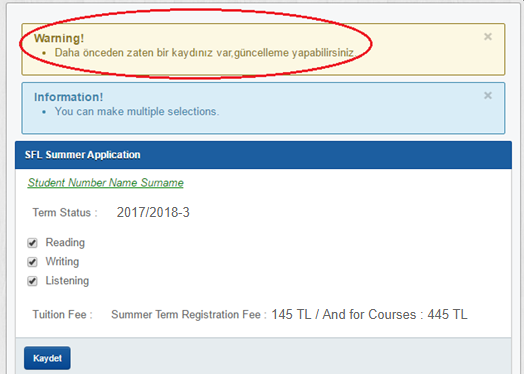 Warning!
Daha önceden zaten bir kaydınız var,güncelleme yapabilirsiniz
Information!
You can make multiple selections.
SFL Summer Application
Student Number Name Surname
Term Status : 2017/2018-3
Reading
Writing
Listening
Tuition Fee : Summer Term Registration Fee : 145 TL / And for Courses : 445 TL
Kaydet